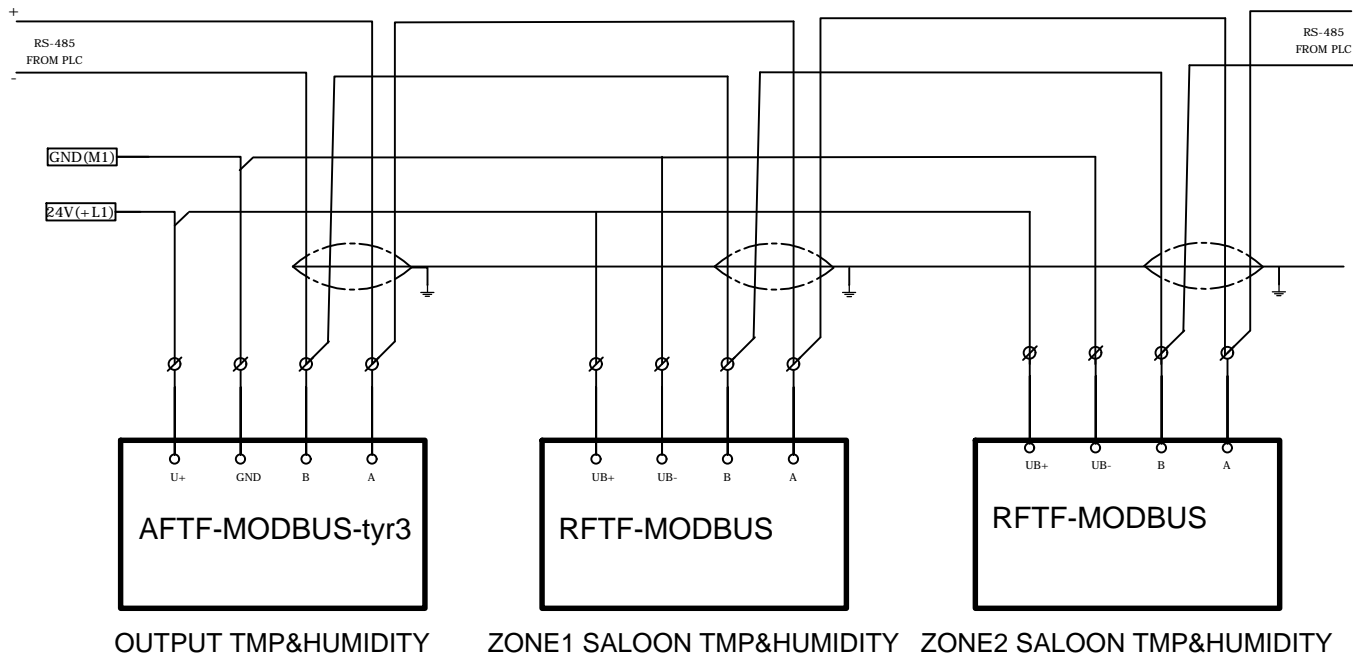 +
RS-485
FROM PLC
-
RS-485
FROM PLC
GND(M1)
24V(+L1)
U+ GND B A
AFTF-MODBUS-tyr3
OUTPUT TMP&HUMIDITY
UB+ UB- B A
RFTF-MODBUS
ZONE1 SALOON TMP&HUMIDITY
UB+ UB- B A
RFTF-MODBUS
ZONE2 SALOON TMP&HUMIDITY